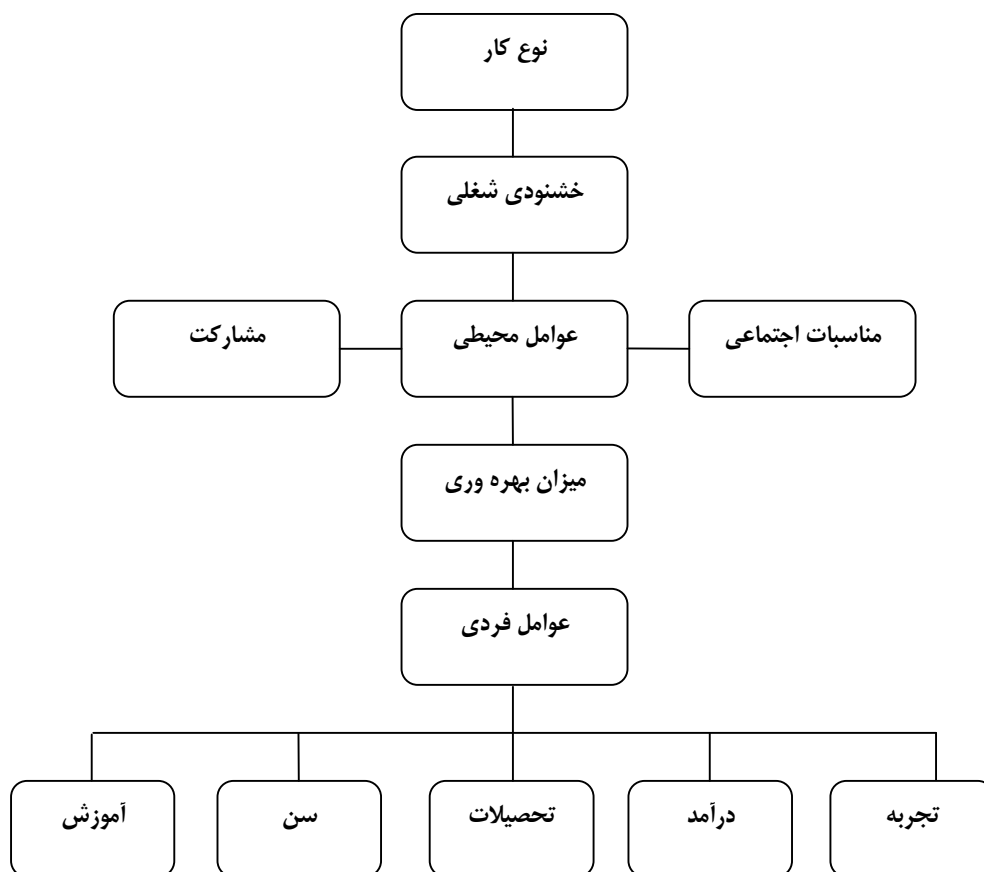 نوع کار
خشنودی شغلی
مناسبات اجتماعی
عوامل محیطی
مشارکت
میزان بهره وری
عوامل فردی
تجربه
درآمد
تحصیلات
سن
آموزش